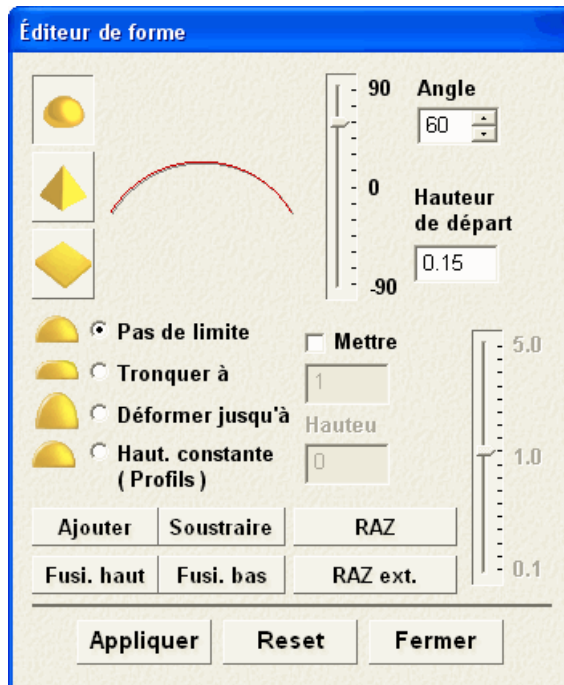 Éditeur de forme
90
Angle
60
0
Hauteur
de départ
0.15
-90
Pas de limite
Mettre
5.0
Tronquer à
1
Déformer jusqu'à
Hauteu
Haut. constante
( Profils )
0
1.0
Ajouter
Soustraire
RAZ
Fusi. haut
Fusi. bas
RAZ ext.
0.1
Appliquer
Reset
Fermer